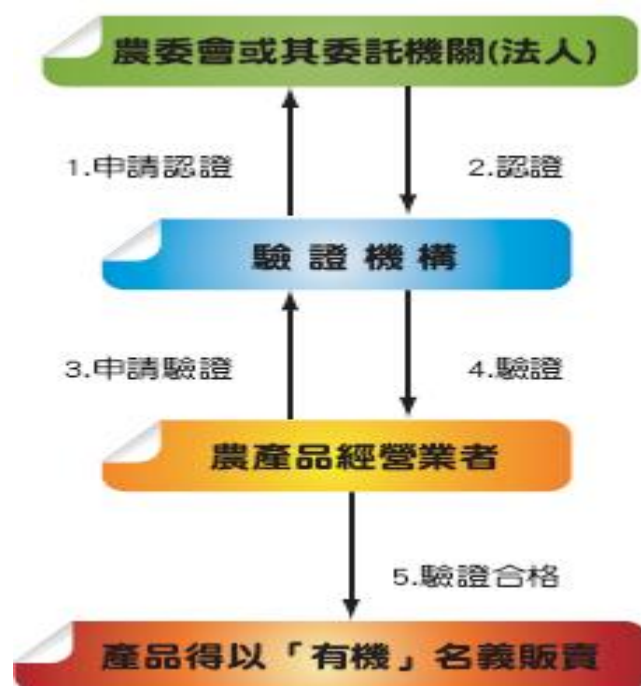 農委會或其委託機關(法人)
1.申請認證
2.認證
驗證機構
3.申請驗證
4.驗證
農產品經營業者
5.驗證合格
產品得以「有機」名義販賣